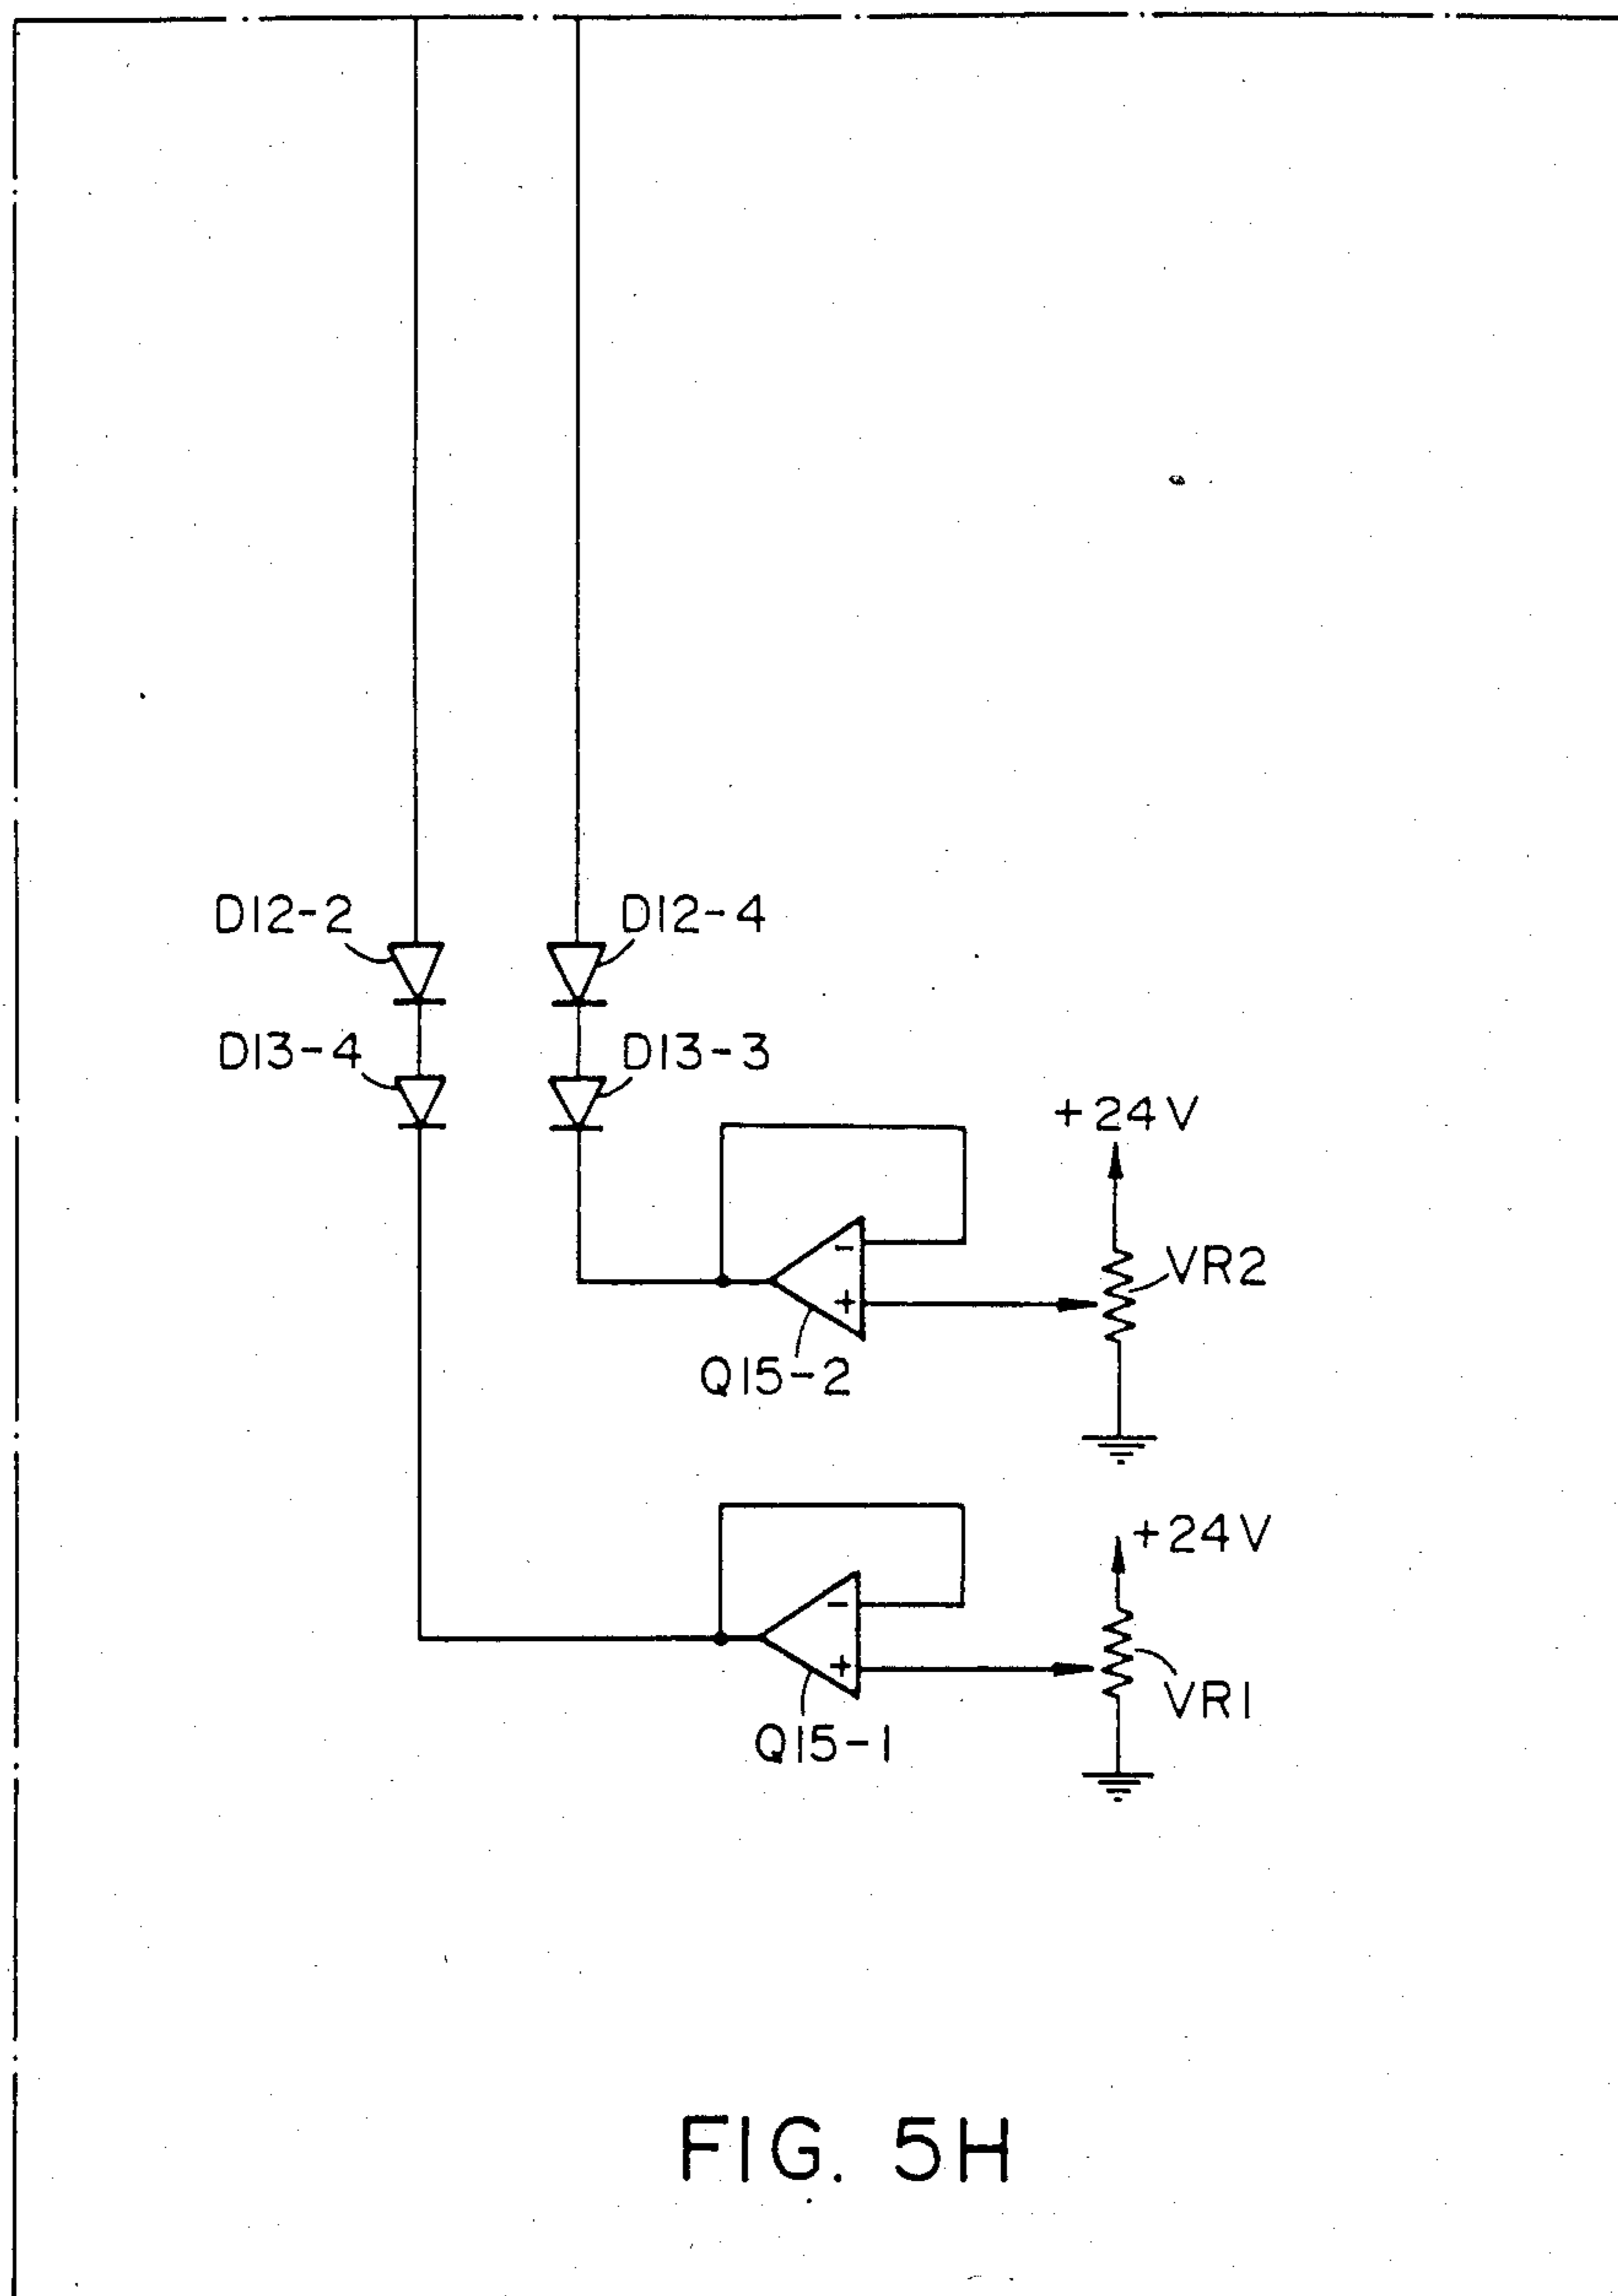 D12-2 D12-4
D13-4 D13-3
+24V
-
VR2
+
Q15-2
+24V
-
+
VR1
Q15-1
FIG. 5H